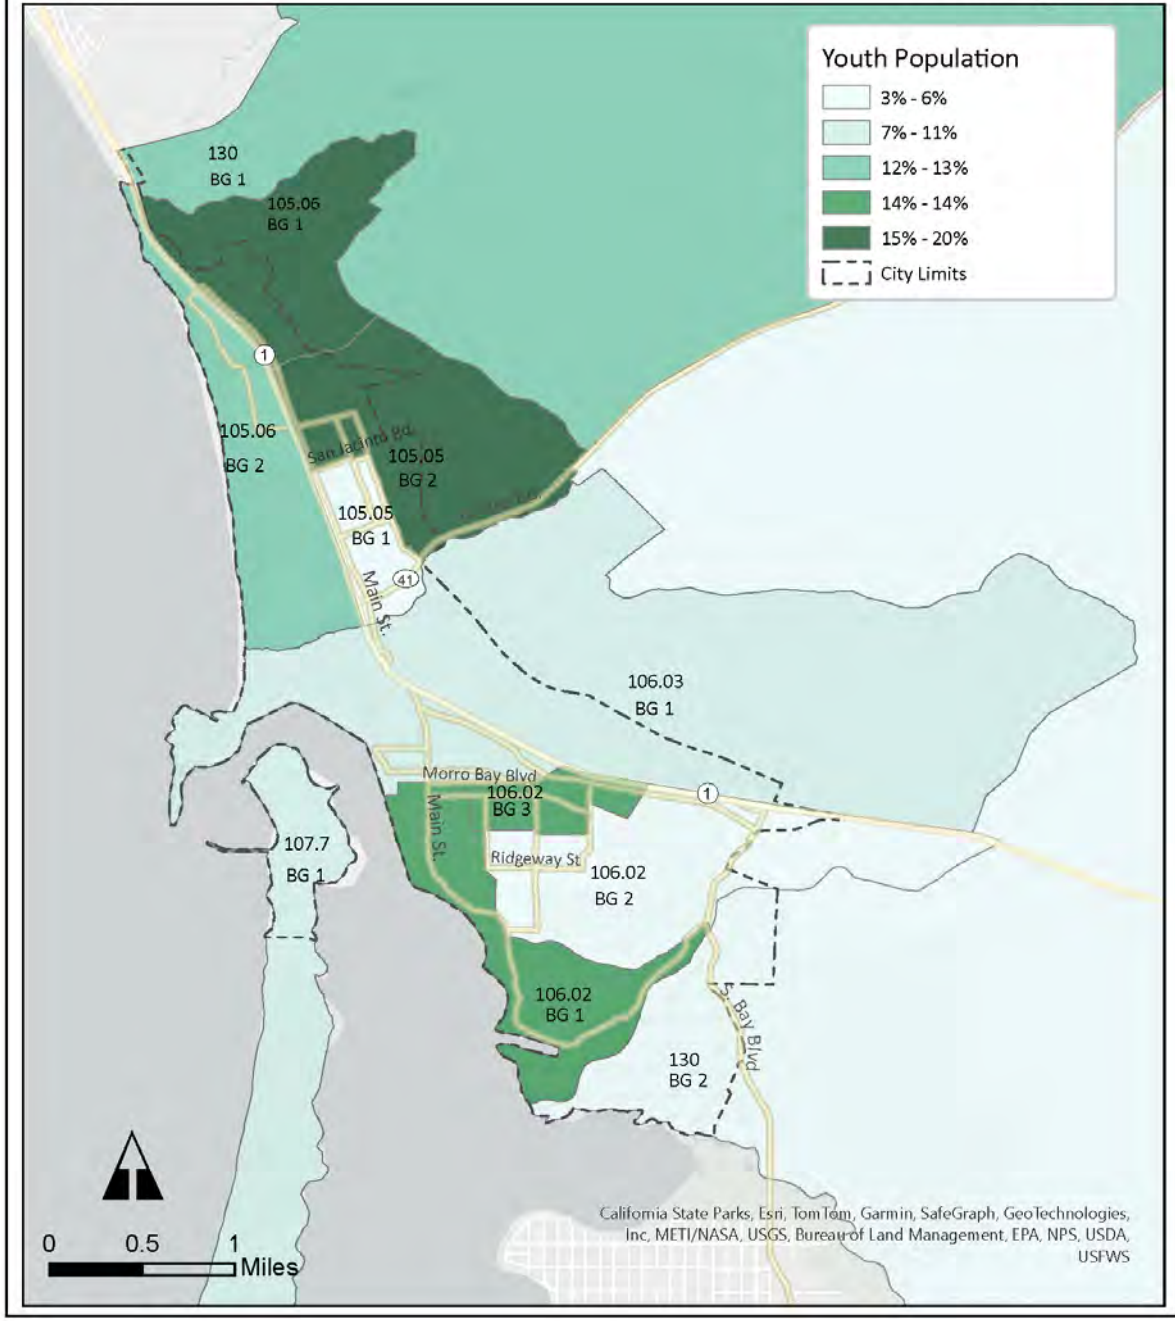 Youth Population
3% - 6%
7% - 11%
12% - 13%
14% - 14%
15% - 20%
City Limits
130
BG 1
105.06
BG 1
1
105.06
BG 2
San Jacinto Rd.
105.05
BG 2
105.05
BG 1
41
Main St.
106.03
BG 1
Morro Bay Blvd
1
106.02
BG 3
Main St.
Ridgeway St
107.7
BG 1
106.02
BG 2
106.02
BG 1
S. Bay Blvd
130
BG 2
California State Parks, Esri, TomTom, Garmin, SafeGraph, GeoTechnologies,
Inc, METI/NASA, USGS, Bureau of Land Management, EPA, NPS, USDA,
USFWS
0 0.5 1
Miles